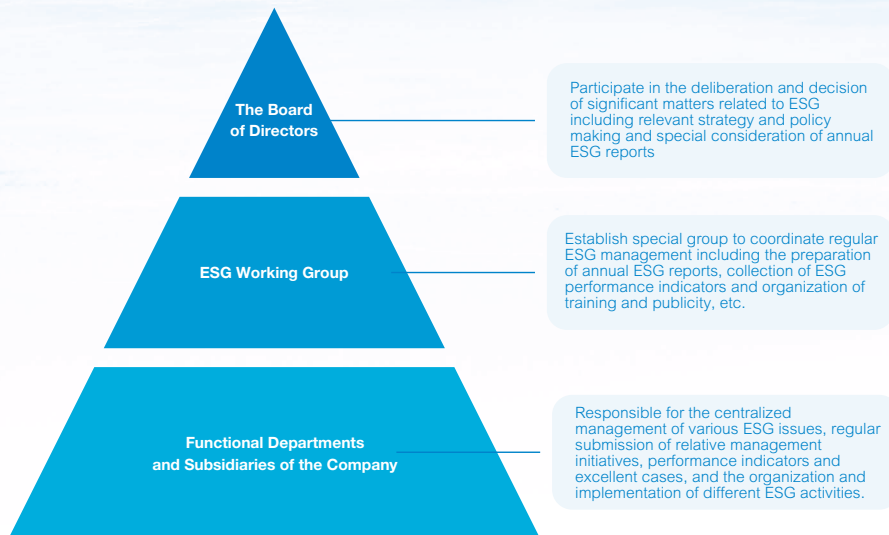 The Board
of Directors
Participate in the deliberation and decision
of significant matters related to ESG
including relevant strategy and policy
making and special consideration of annual
ESG reports
ESG Working Group
Establish special group to coordinate regular
ESG management including the preparation
of annual ESG reports, collection of ESG
performance indicators and organization of
training and publicity, etc.
Functional Departments
and Subsidiaries of the Company
Responsible for the centralized
management of various ESG issues, regular
submission of relative management
initiatives, performance indicators and
excellent cases, and the organization and
implementation of different ESG activities.